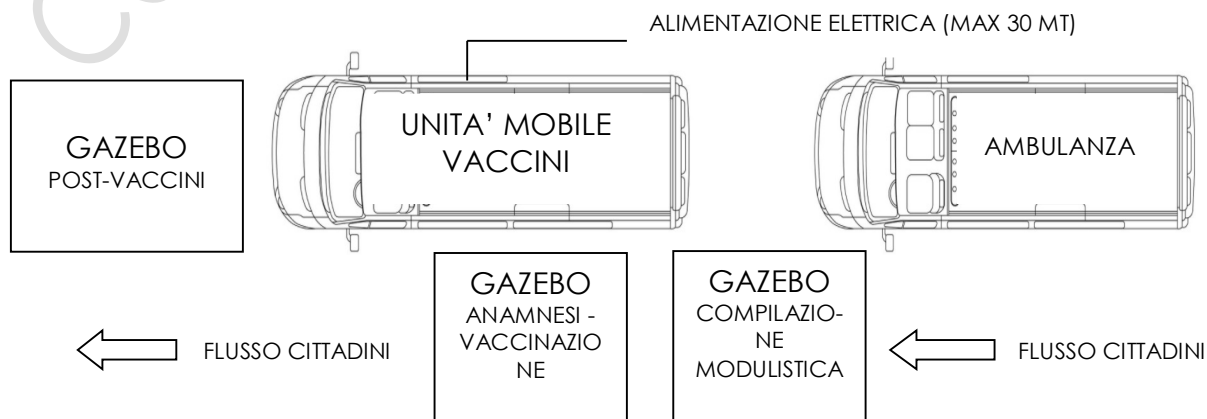 ALIMENTAZIONE ELETTRICA (MAX 30 MT)
GAZEBO
POST-VACCINI
UNITA' MOBILE
VACCINI
AMBULANZA
GAZEBO
ANAMNESI -
VACCINAZIO
NE
GAZEBO
COMPILAZIO-
NE
MODULISTICA
FLUSSO CITTADINI
FLUSSO CITTADINI